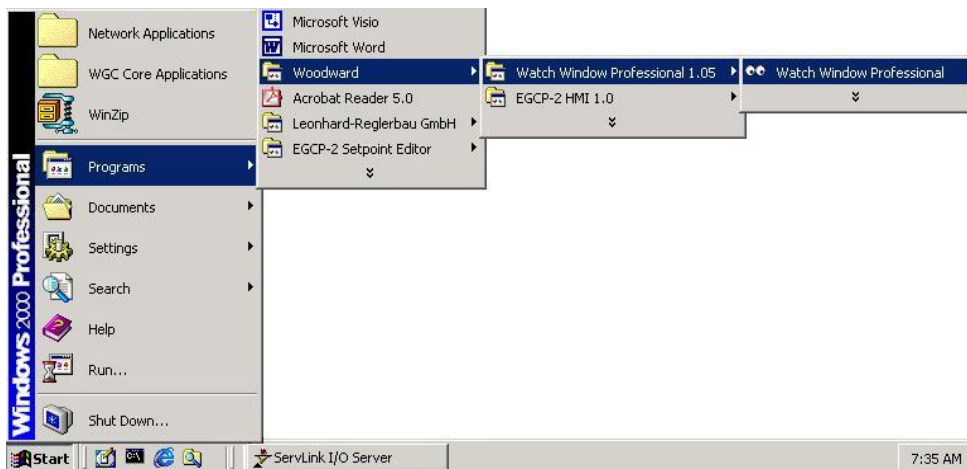 Network Applications
WGC Core Applications
WinZip
Programs
Documents
Settings
Search
Help
Run...
Shut Down...
Windows 2000 Professional
Microsoft Visio
Microsoft Word
Woodward
Acrobat Reader 5.0
Leonhard-Reglerbau GmbH
EGCP-2 Setpoint Editor
Watch Window Professional 1.05
EGCP-2 HMI 1.0
Watch Window Professional
Start
ServLink I/O Server
7:35 AM